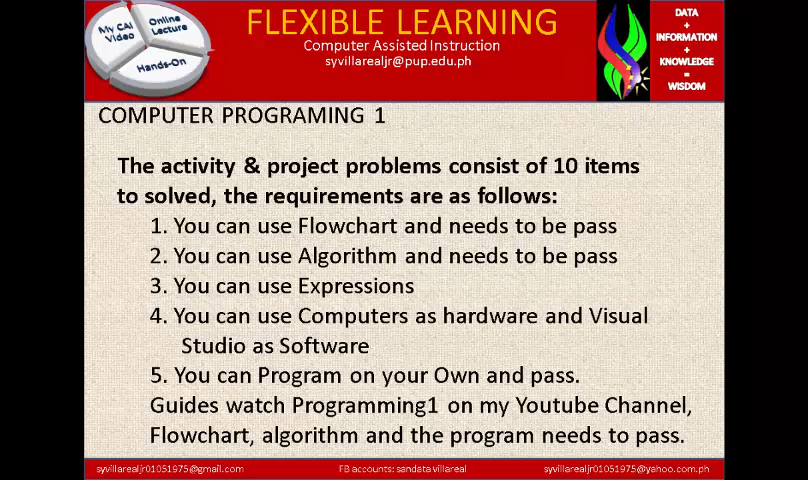 My CAI
Video
Online
Lecture
Hands-On
FLEXIBLE LEARNING
Computer Assisted Instruction
syvillarealjr@pup.edu.ph
DATA
+
INFORMATION
+
KNOWLEDGE
=
WISDOM
COMPUTER PROGRAMING 1
The activity & project problems consist of 10 items
to solved, the requirements are as follows:
1. You can use Flowchart and needs to be pass
2. You can use Algorithm and needs to be pass
3. You can use Expressions
4. You can use Computers as hardware and Visual
Studio as Software
5. You can Program on your Own and pass.
Guides watch Programming1 on my Youtube Channel,
Flowchart, algorithm and the program needs to pass.
syvillarealjr01051975@gmail.com
FB accounts: sandata villareal
syvillarealjr01051975@yahoo.com.ph